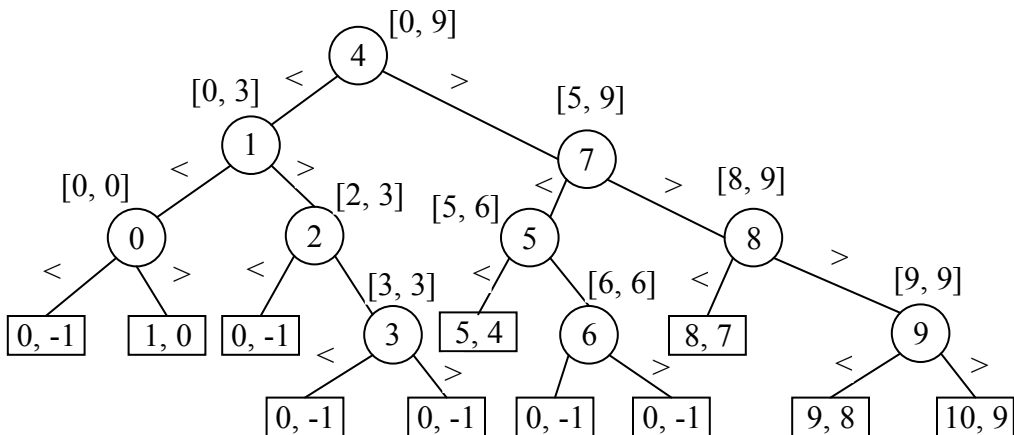 [0, 9]
4
< >
[0, 3] [5, 9]
1 7
< > < >
[0, 0] [2, 3] [5, 6] [8, 9]
0 2 5 8
< > < < < >
[3, 3] [6, 6] [9, 9]
0, -1 1, 0 0, -1 3 5, 4 6 8, 7 9
< > > < >
0, -1 0, -1 0, -1 0, -1 9, 8 10, 9